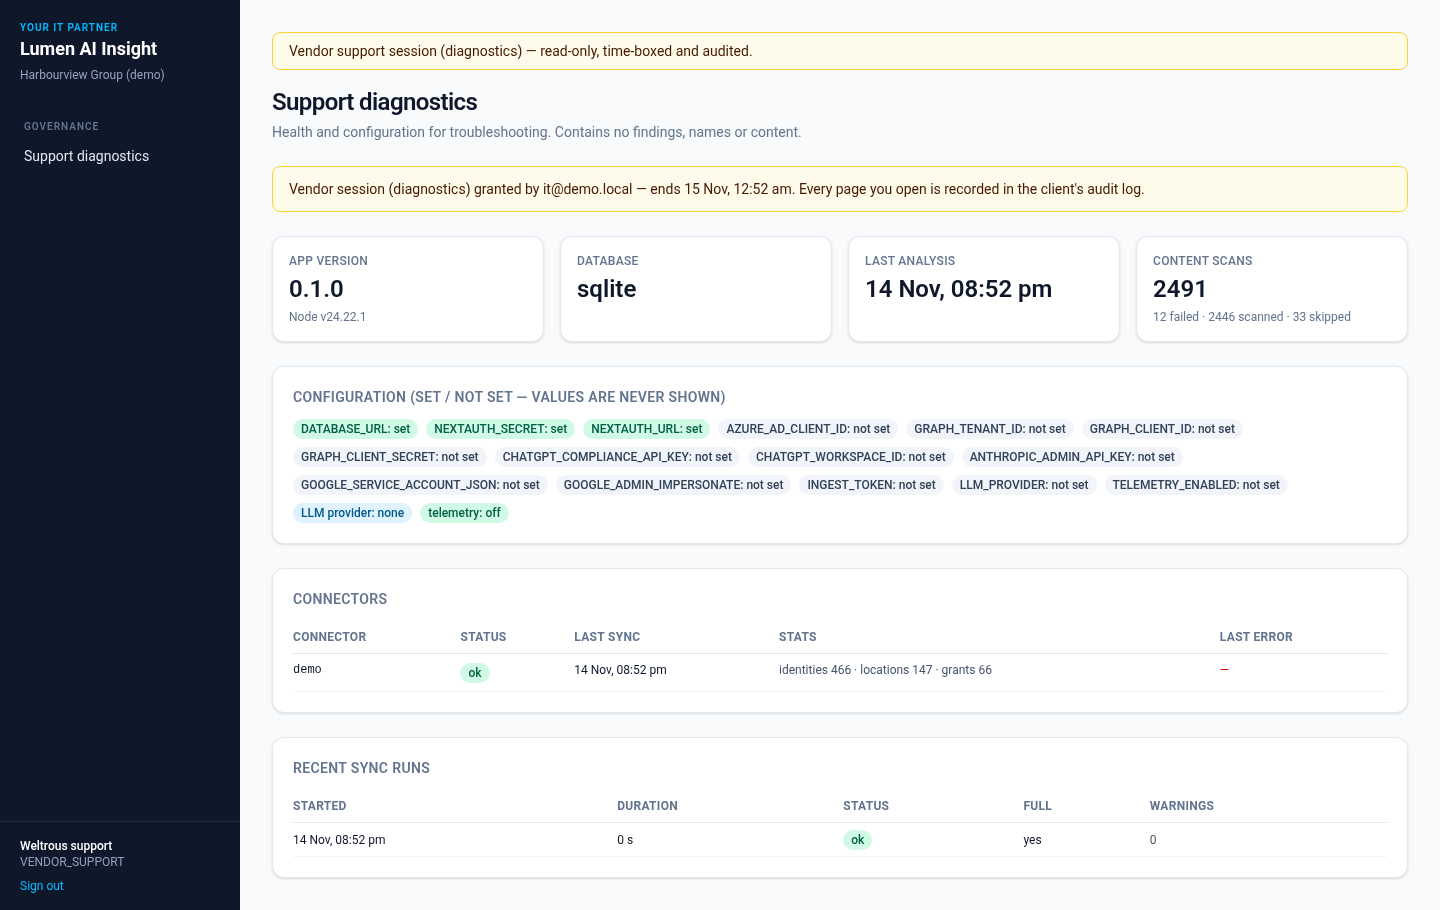 YOUR IT PARTNER
Lumen AI Insight
Harbourview Group (demo)
GOVERNANCE
Support diagnostics
Weltrous support
VENDOR_SUPPORT
Sign out
Vendor support session (diagnostics) — read-only, time-boxed and audited.
Support diagnostics
Health and configuration for troubleshooting. Contains no findings, names or content.
Vendor session (diagnostics) granted by it@demo.local — ends 15 Nov, 12:52 am. Every page you open is recorded in the client's audit log.
APP VERSION
0.1.0
Node v24.22.1
DATABASE
sqlite
LAST ANALYSIS
14 Nov, 08:52 pm
CONTENT SCANS
2491
12 failed · 2446 scanned · 33 skipped
CONFIGURATION (SET / NOT SET — VALUES ARE NEVER SHOWN)
DATABASE_URL: set NEXTAUTH_SECRET: set NEXTAUTH_URL: set AZURE_AD_CLIENT_ID: not set GRAPH_TENANT_ID: not set GRAPH_CLIENT_ID: not set
GRAPH_CLIENT_SECRET: not set CHATGPT_COMPLIANCE_API_KEY: not set CHATGPT_WORKSPACE_ID: not set ANTHROPIC_ADMIN_API_KEY: not set
GOOGLE_SERVICE_ACCOUNT_JSON: not set GOOGLE_ADMIN_IMPERSONATE: not set INGEST_TOKEN: not set LLM_PROVIDER: not set TELEMETRY_ENABLED: not set
LLM provider: none telemetry: off
CONNECTORS
CONNECTOR STATUS LAST SYNC STATS LAST ERROR
demo ok 14 Nov, 08:52 pm identities 466 · locations 147 · grants 66 —
RECENT SYNC RUNS
STARTED DURATION STATUS FULL WARNINGS
14 Nov, 08:52 pm 0 s ok yes 0